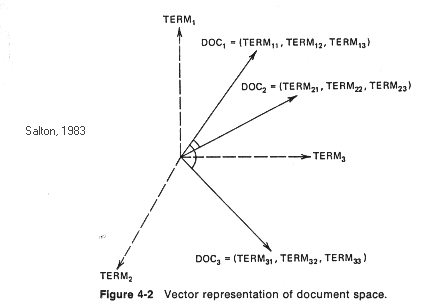 TERM₁
DOC₁ = (TERM₁₁, TERM₁₂, TERM₁₃)
DOC₂ = (TERM₂₁, TERM₂₂, TERM₂₃)
Salton, 1983
TERM₃
DOC₃ = (TERM₃₁, TERM₃₂, TERM₃₃)
TERM₂
Figure 4-2 Vector representation of document space.